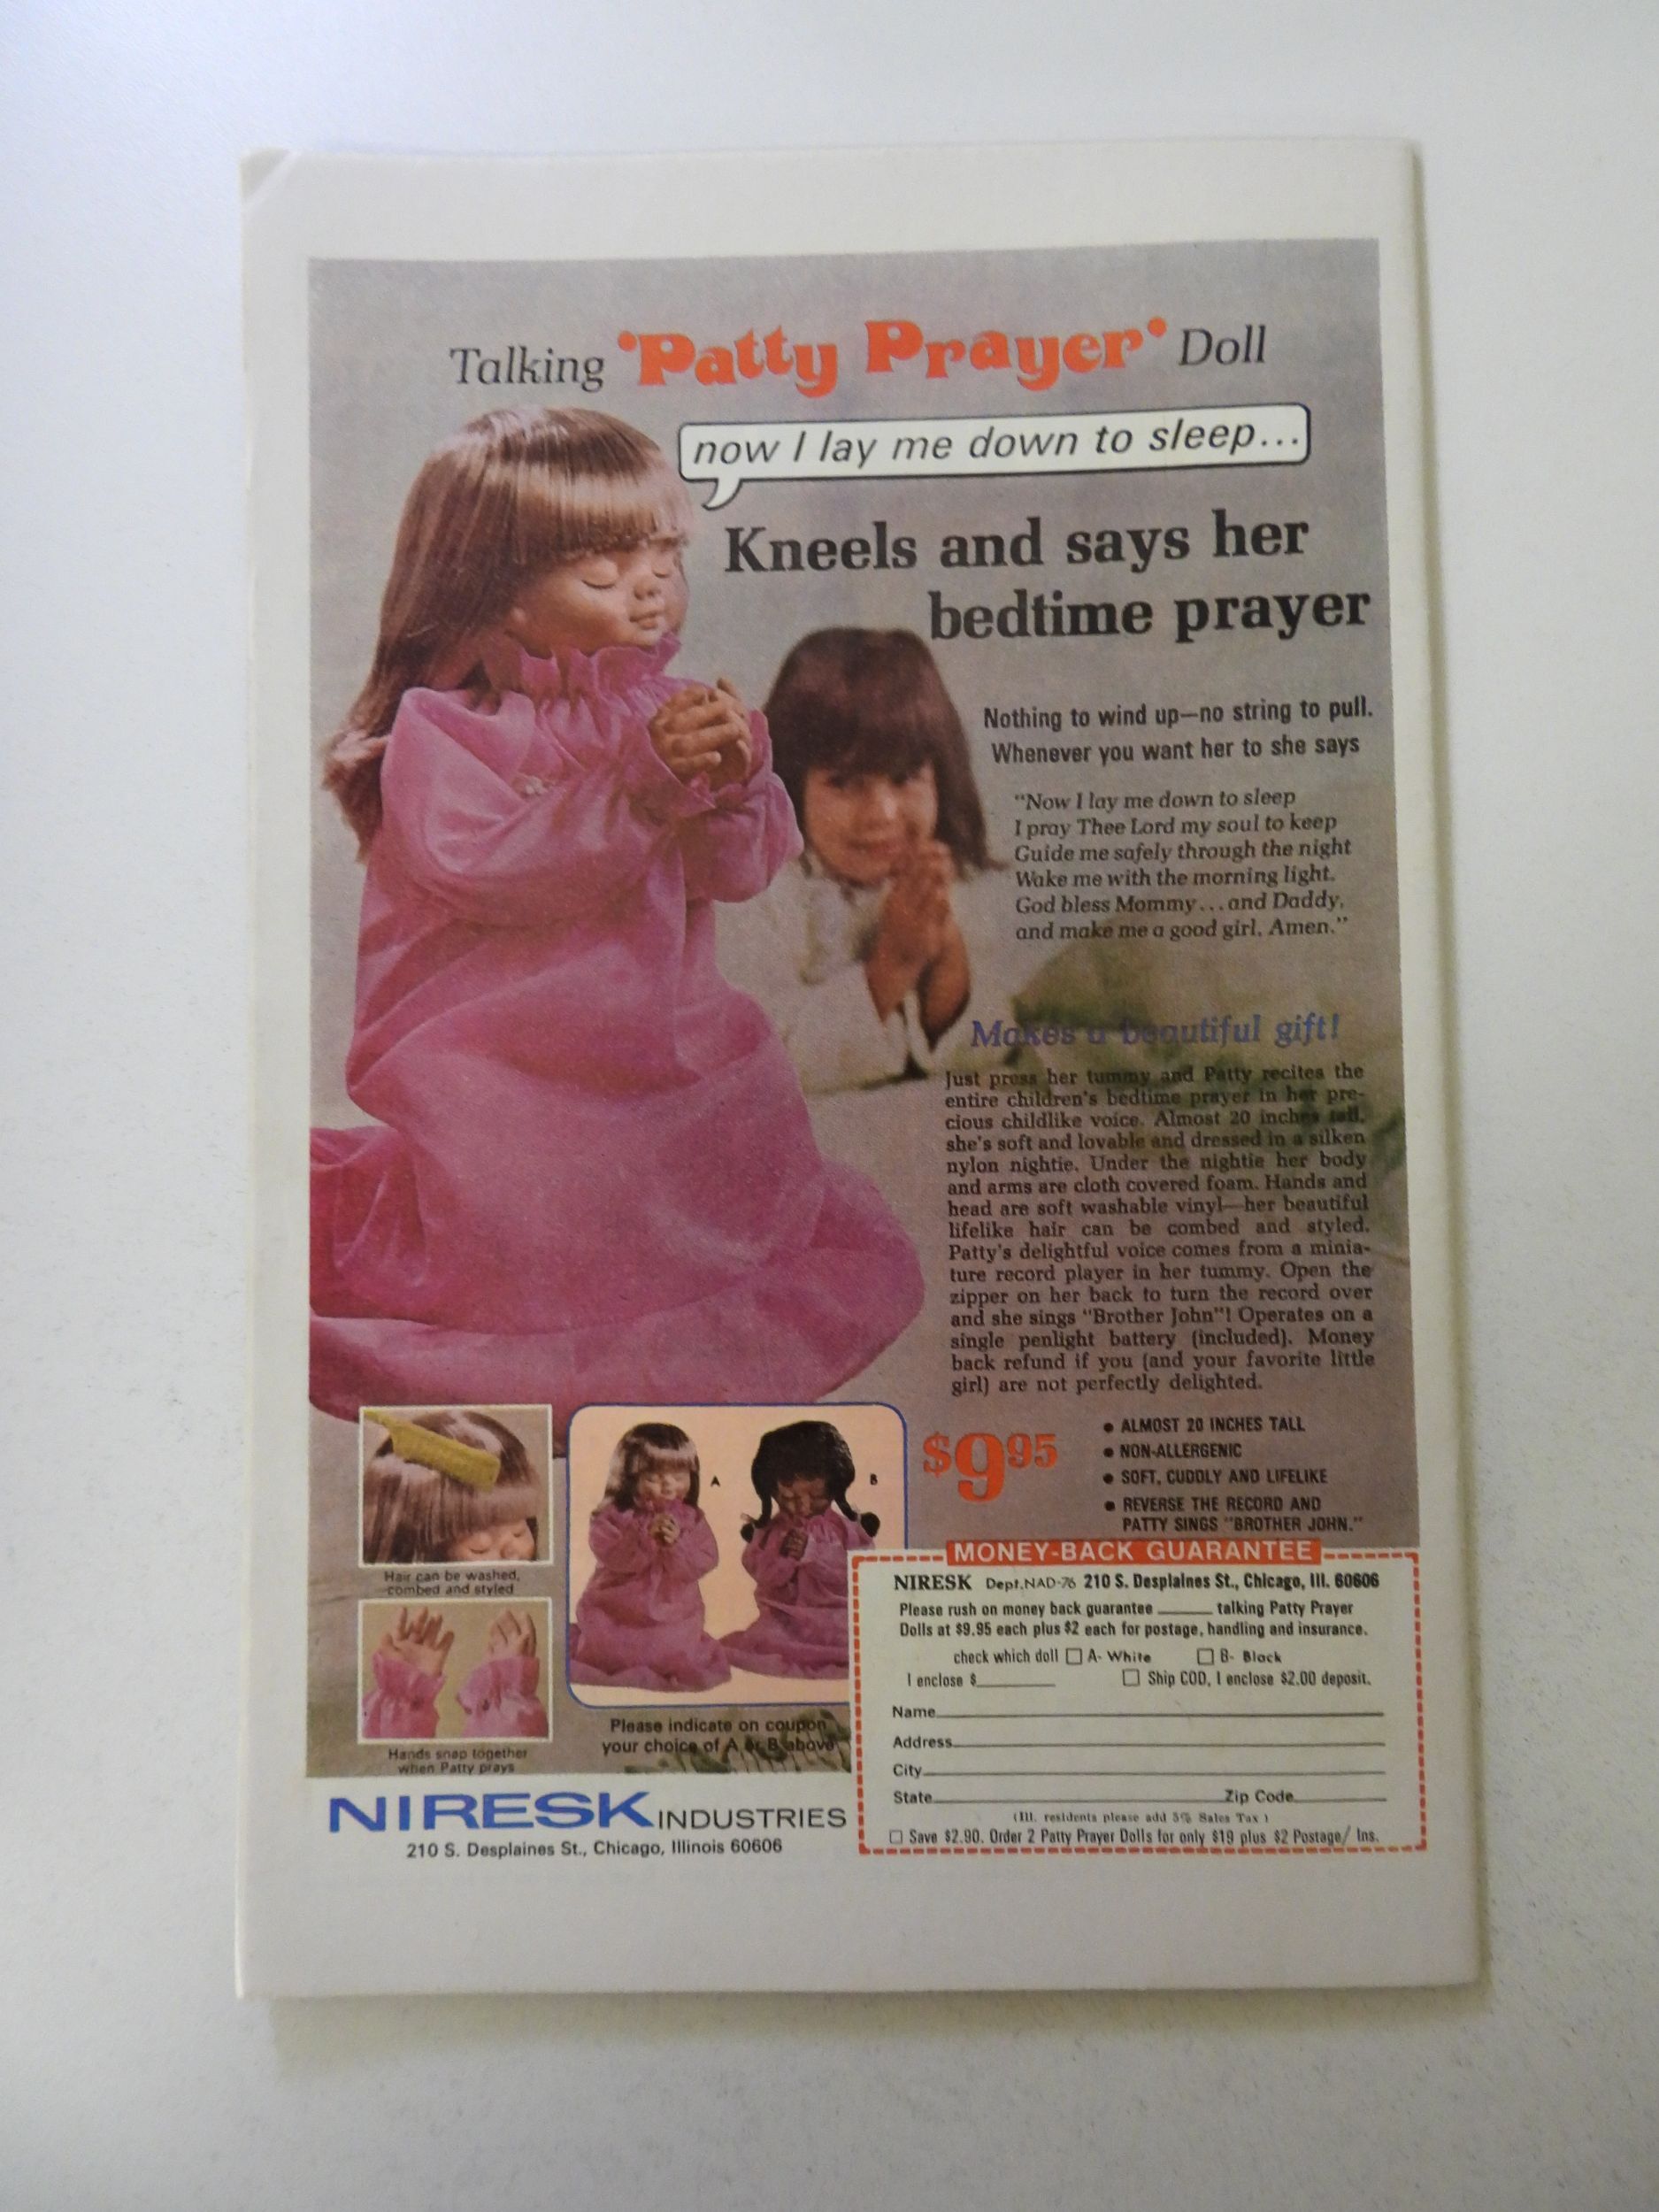 Talking 'Patty Prayer' Doll
now I lay me down to sleep...
Kneels and says her
bedtime prayer
Nothing to wind up—no string to pull.
Whenever you want her to she says
"Now I lay me down to sleep
I pray Thee Lord my soul to keep
Guide me safely through the night
Wake me with the morning light.
God bless Mommy...and Daddy,
and make me a good girl, Amen."
Makes a beautiful gift!
Just press her tummy and Patty recites the
entire children's bedtime prayer in her pre-
cious childlike voice. Almost 20 inches tall,
she's soft and lovable and dressed in a silken
nylon nightie. Under the nightie her body
and arms are cloth covered foam. Hands and
head are soft washable vinyl—her beautiful
lifelike hair can be combed and styled.
Patty's delightful voice comes from a minia-
ture record player in her tummy. Open the
zipper on her back to turn the record over
and she sings "Brother John"! Operates on a
single penlight battery (included). Money
back refund if you (and your favorite little
girl) are not perfectly delighted.
$9.95
• ALMOST 20 INCHES TALL
• NON-ALLERGENIC
• SOFT, CUDDLY AND LIFELIKE
• REVERSE THE RECORD AND
PATTY SINGS "BROTHER JOHN."
Hair can be washed,
combed and styled
Hands snap together
when Patty prays
A
B
Please indicate on coupon
your choice of A or B above
NIRESK INDUSTRIES
210 S. Desplaines St., Chicago, Illinois 60606
MONEY-BACK GUARANTEE
NIRESK Dept.NAD-76 210 S. Desplaines St., Chicago, Ill. 60606
Please rush on money back guarantee ______ talking Patty Prayer
Dolls at $9.95 each plus $2 each for postage, handling and insurance.
check which doll □ A- White □ B- Black
I enclose $________ □ Ship COD, I enclose $2.00 deposit.
Name
Address
City
State Zip Code
(Ill. residents please add 5% Sales Tax)
□ Save $2.90. Order 2 Patty Prayer Dolls for only $19 plus $2 Postage/ Ins.